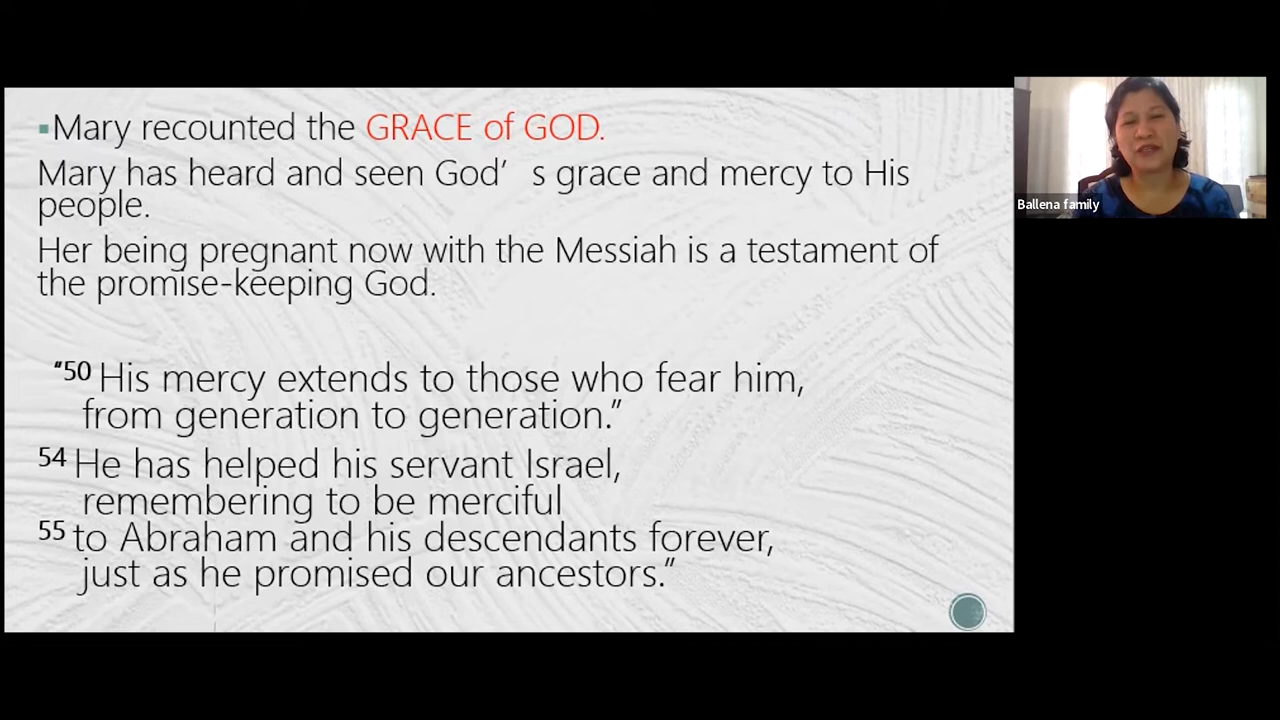 Mary recounted the GRACE of GOD.
Mary has heard and seen God’ s grace and mercy to His
people.
Her being pregnant now with the Messiah is a testament of
the promise-keeping God.
"50 His mercy extends to those who fear him,
from generation to generation.”
54 He has helped his servant Israel,
remembering to be merciful
55 to Abraham and his descendants forever,
just as he promised our ancestors.”
Ballena family